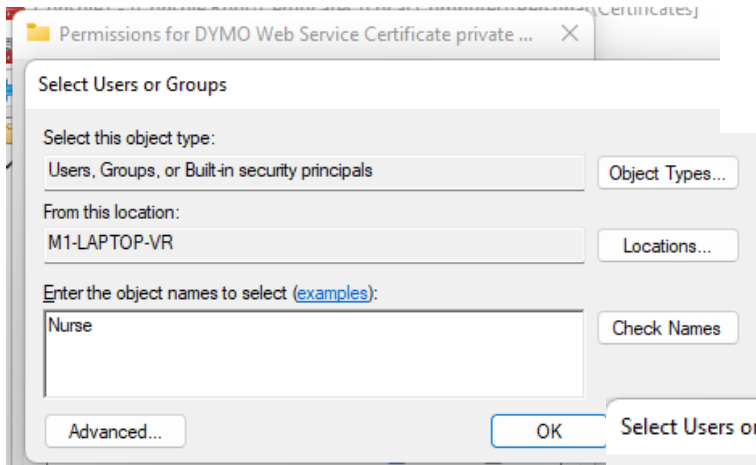 Certificates]
Permissions for DYMO Web Service Certificate private ...
Select Users or Groups
Select this object type:
Users, Groups, or Built-in security principals
Object Types...
From this location:
M1-LAPTOP-VR
Locations...
Enter the object names to select (examples):
Nurse
Check Names
Advanced...
OK
Select Users or